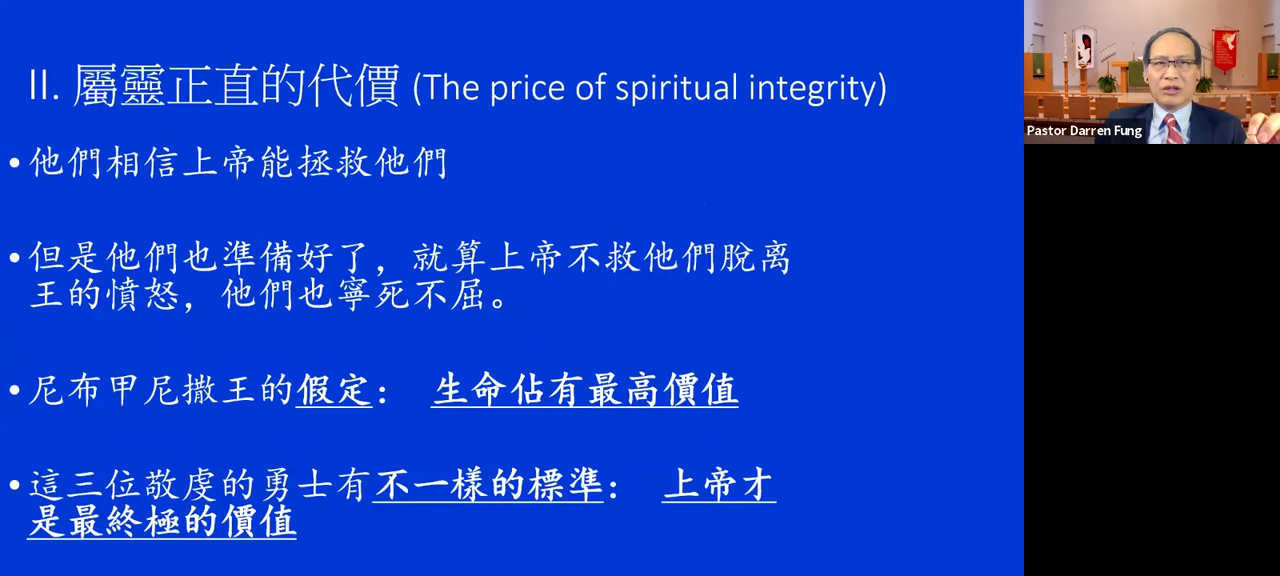 II. 屬靈正直的代價 (The price of spiritual integrity)
•他們相信上帝能拯救他們
•但是他們也準備好了，就算上帝不救他們脫离
王的憤怒，他們也寧死不屈。
•尼布甲尼撒王的假定： 生命佔有最高價值
•這三位敬虔的勇士有不一樣的標準： 上帝才
是最終極的價值
Pastor Darren Fung